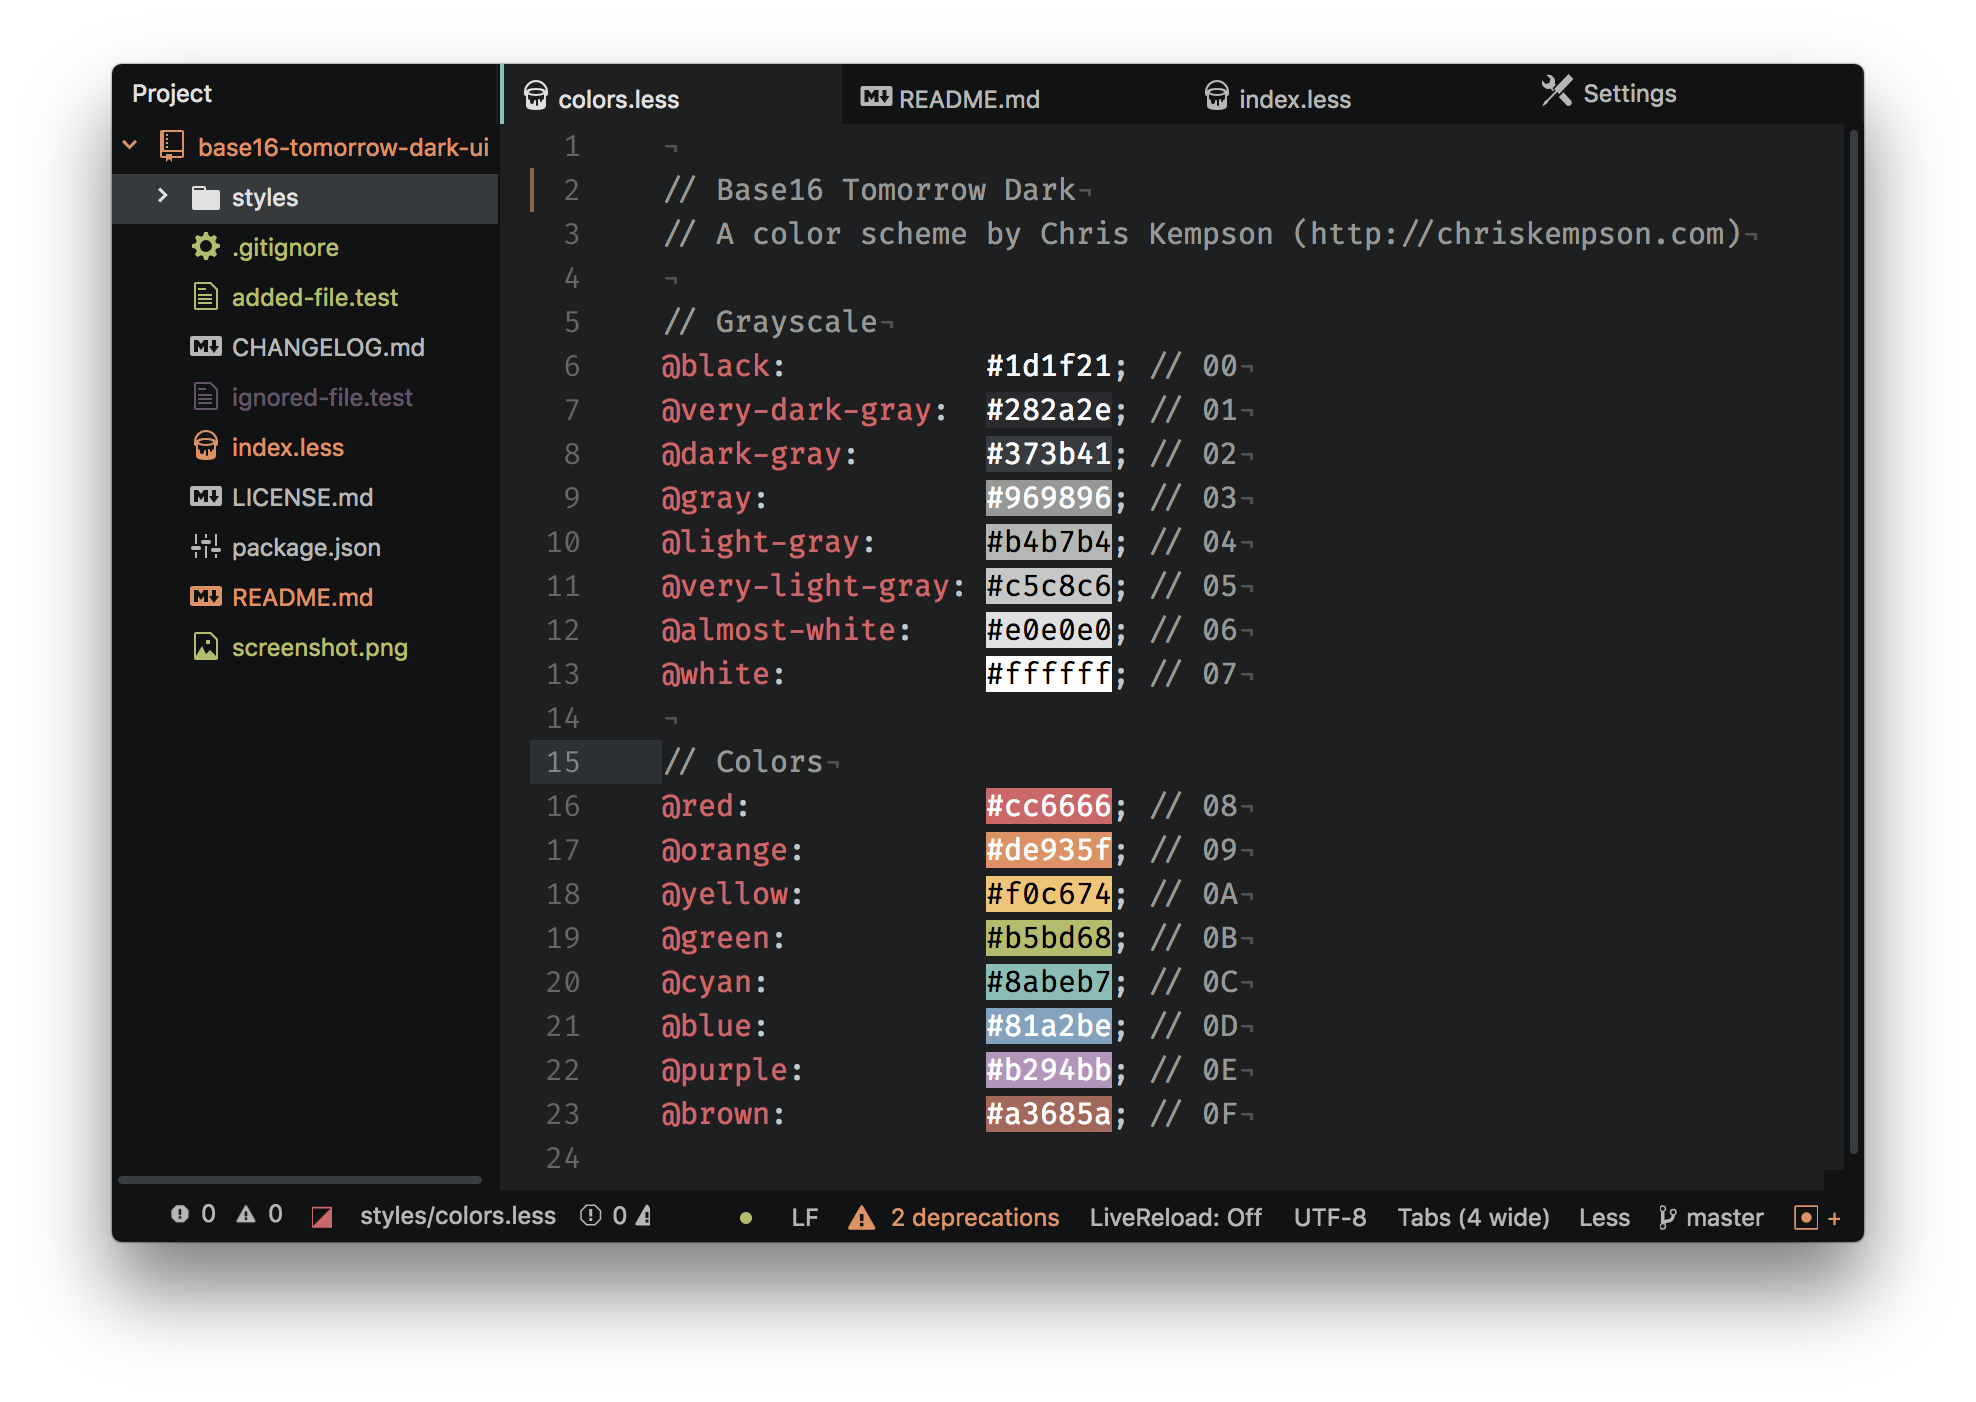 Project
base16-tomorrow-dark-ui
styles
.gitignore
added-file.test
CHANGELOG.md
ignored-file.test
index.less
LICENSE.md
package.json
README.md
screenshot.png
colors.less README.md index.less Settings
1 ¬
2 // Base16 Tomorrow Dark¬
3 // A color scheme by Chris Kempson (http://chriskempson.com)¬
4 ¬
5 // Grayscale¬
6 @black: #1d1f21; // 00¬
7 @very-dark-gray: #282a2e; // 01¬
8 @dark-gray: #373b41; // 02¬
9 @gray: #969896; // 03¬
10 @light-gray: #b4b7b4; // 04¬
11 @very-light-gray: #c5c8c6; // 05¬
12 @almost-white: #e0e0e0; // 06¬
13 @white: #ffffff; // 07¬
14 ¬
15 // Colors¬
16 @red: #cc6666; // 08¬
17 @orange: #de935f; // 09¬
18 @yellow: #f0c674; // 0A¬
19 @green: #b5bd68; // 0B¬
20 @cyan: #8abeb7; // 0C¬
21 @blue: #81a2be; // 0D¬
22 @purple: #b294bb; // 0E¬
23 @brown: #a3685a; // 0F¬
24
0 0 styles/colors.less 0 LF 2 deprecations LiveReload: Off UTF-8 Tabs (4 wide) Less master +